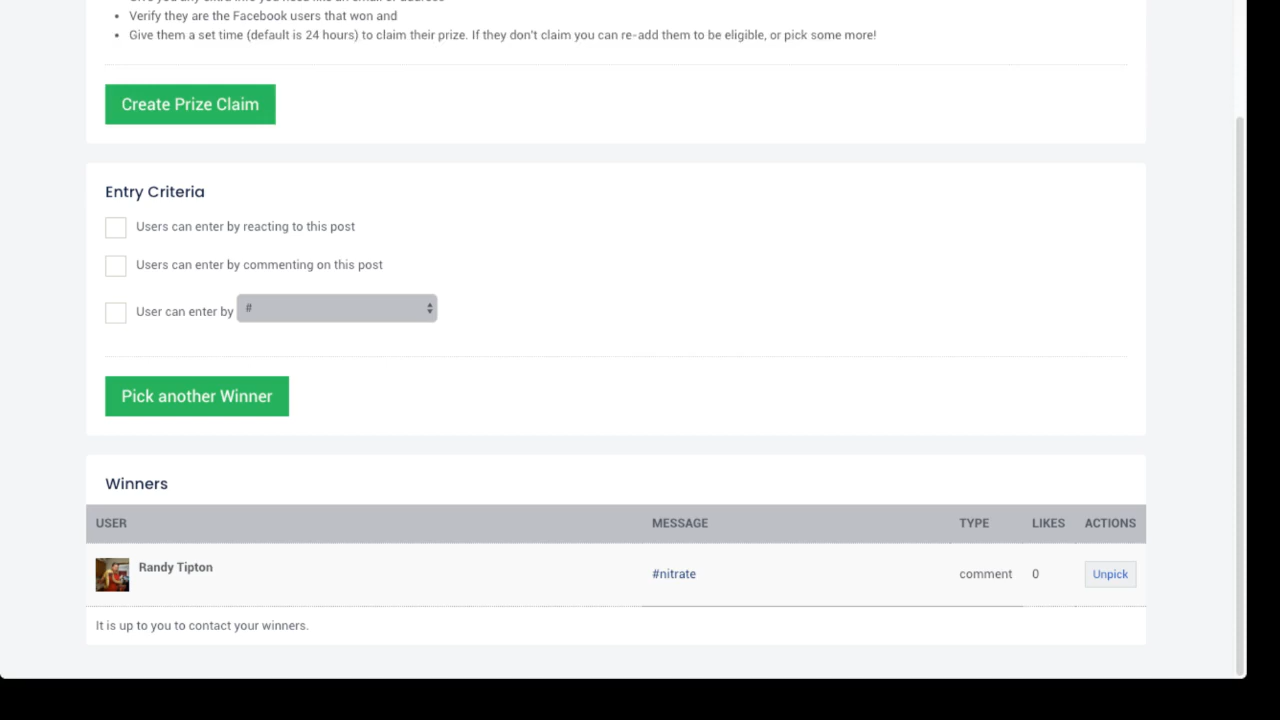 Verify they are the Facebook users that won and
Give them a set time (default is 24 hours) to claim their prize. If they don't claim you can re-add them to be eligible, or pick some more!
Create Prize Claim
Entry Criteria
Users can enter by reacting to this post
Users can enter by commenting on this post
User can enter by #
Pick another Winner
Winners
USER MESSAGE TYPE LIKES ACTIONS
Randy Tipton #nitrate comment 0 Unpick
It is up to you to contact your winners.